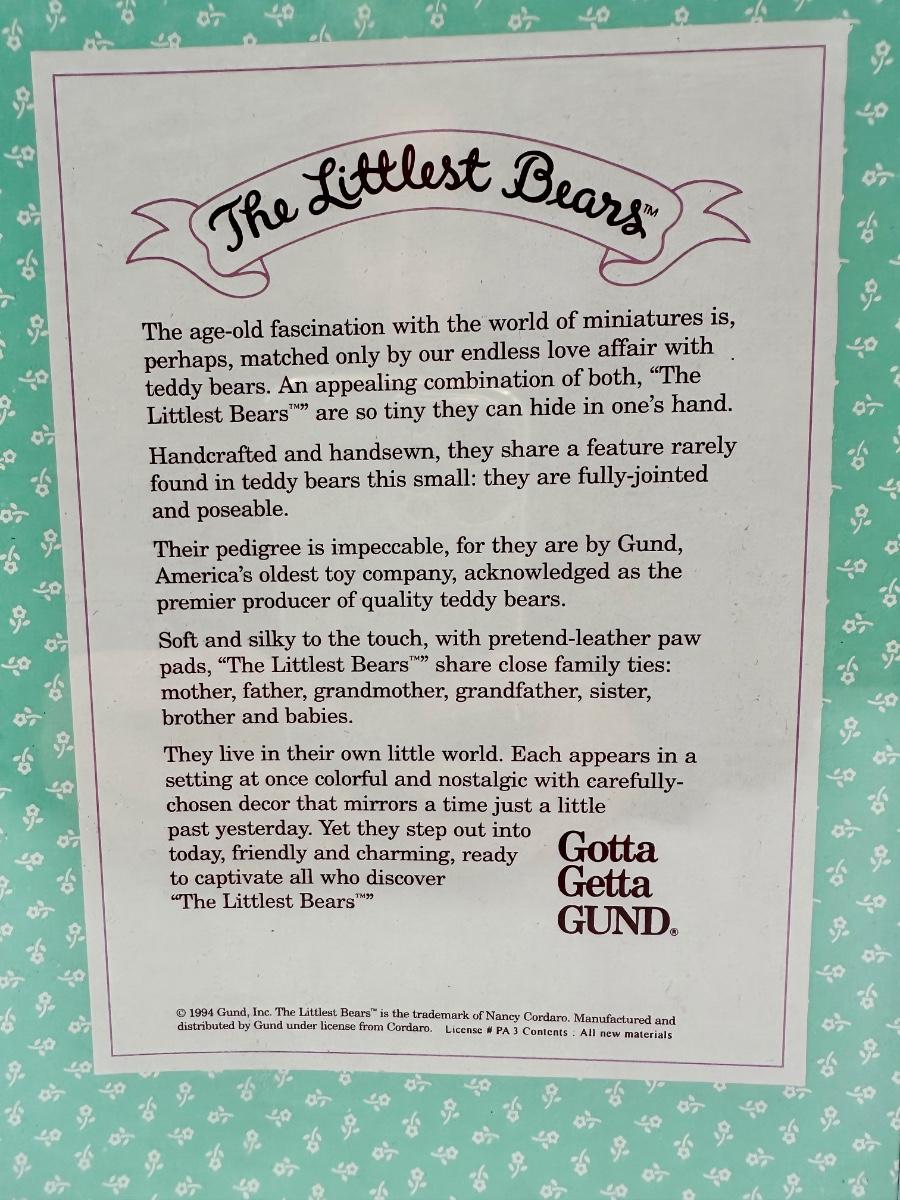 The Littlest Bears™
The age-old fascination with the world of miniatures is,
perhaps, matched only by our endless love affair with
teddy bears. An appealing combination of both, “The
Littlest Bears™” are so tiny they can hide in one’s hand.
Handcrafted and handsewn, they share a feature rarely
found in teddy bears this small: they are fully-jointed
and poseable.
Their pedigree is impeccable, for they are by Gund,
America’s oldest toy company, acknowledged as the
premier producer of quality teddy bears.
Soft and silky to the touch, with pretend-leather paw
pads, “The Littlest Bears™” share close family ties:
mother, father, grandmother, grandfather, sister,
brother and babies.
They live in their own little world. Each appears in a
setting at once colorful and nostalgic with carefully-
chosen decor that mirrors a time just a little
past yesterday. Yet they step out into
today, friendly and charming, ready
to captivate all who discover
“The Littlest Bears™”
Gotta
Getta
GUND®
© 1994 Gund, Inc. The Littlest Bears™ is the trademark of Nancy Cordaro. Manufactured and
distributed by Gund under license from Cordaro. License # PA 3 Contents : All new materials